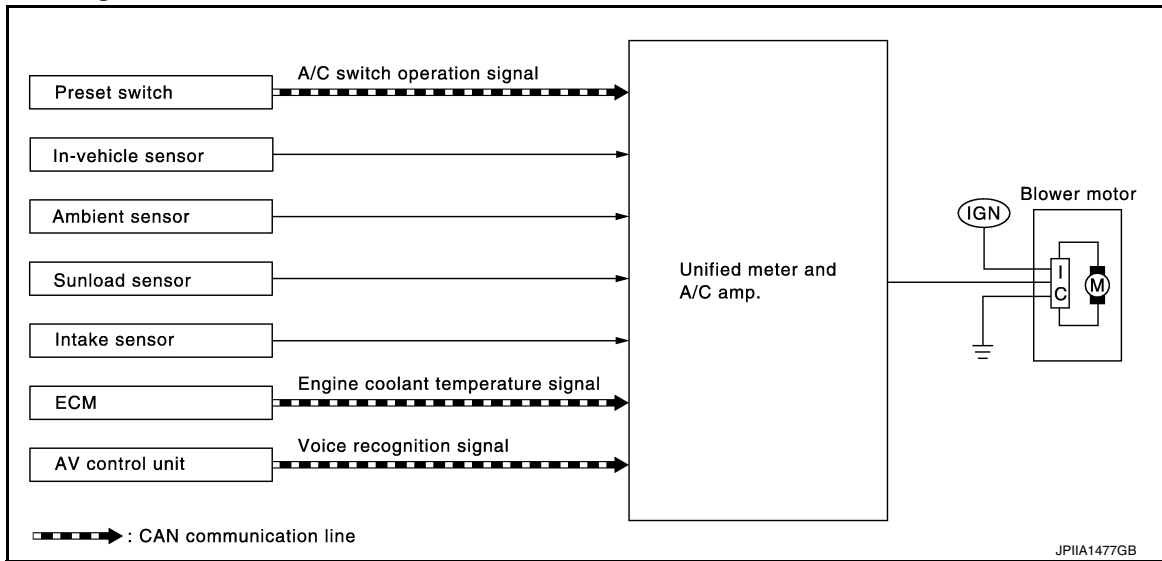 A/C switch operation signal
Preset switch
In-vehicle sensor
Ambient sensor
Sunload sensor
Intake sensor
Engine coolant temperature signal
ECM
Voice recognition signal
AV control unit
: CAN communication line
Unified meter and
A/C amp.
Blower motor
IGN
I
C
M
JPIIA1477GB